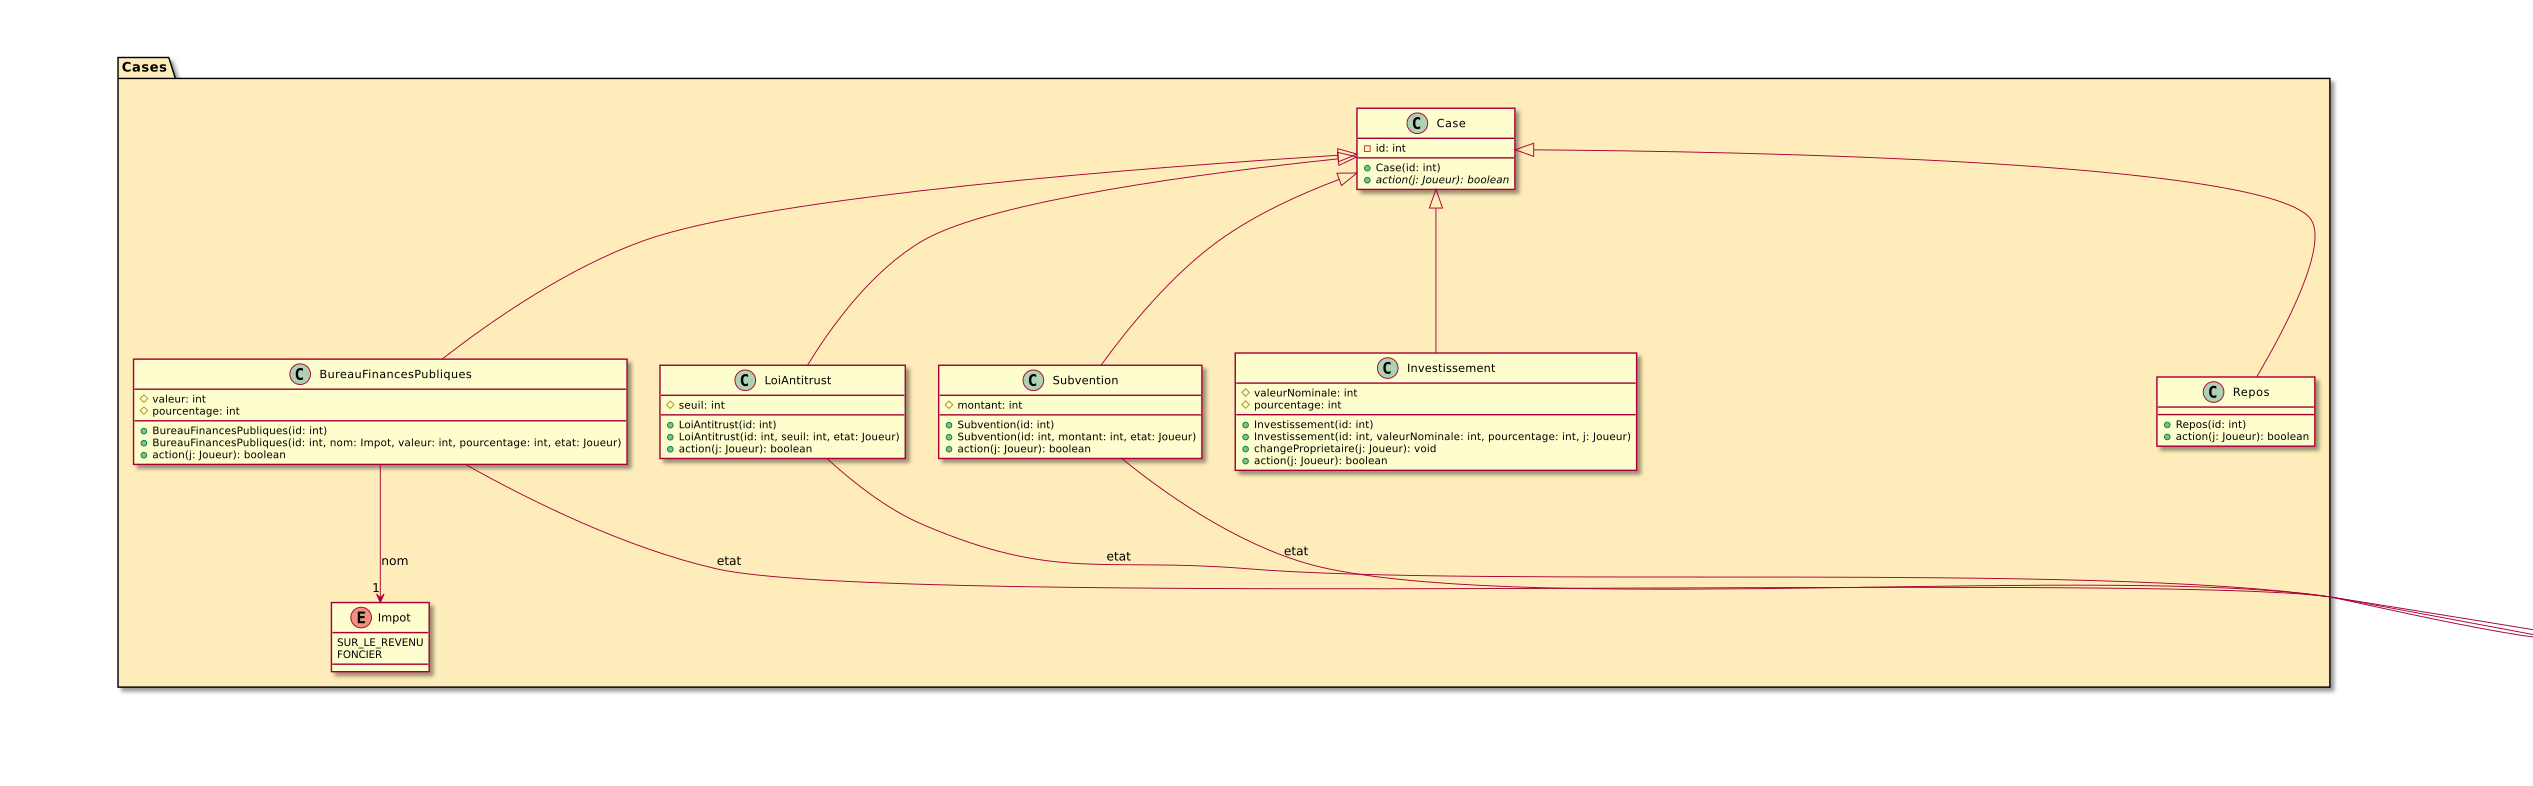 Cases
C Case
id: int
Case(id: int)
action(j: Joueur): boolean
C BureauFinancesPubliques
valeur: int
pourcentage: int
BureauFinancesPubliques(id: int)
BureauFinancesPubliques(id: int, nom: Impot, valeur: int, pourcentage: int, etat: Joueur)
action(j: Joueur): boolean
C LoiAntitrust
seuil: int
LoiAntitrust(id: int)
LoiAntitrust(id: int, seuil: int, etat: Joueur)
action(j: Joueur): boolean
C Subvention
montant: int
Subvention(id: int)
Subvention(id: int, montant: int, etat: Joueur)
action(j: Joueur): boolean
C Investissement
valeurNominale: int
pourcentage: int
Investissement(id: int)
Investissement(id: int, valeurNominale: int, pourcentage: int, j: Joueur)
changeProprietaire(j: Joueur): void
action(j: Joueur): boolean
C Repos
Repos(id: int)
action(j: Joueur): boolean
nom
etat
etat
etat
1
E Impot
SUR_LE_REVENU
FONCIER